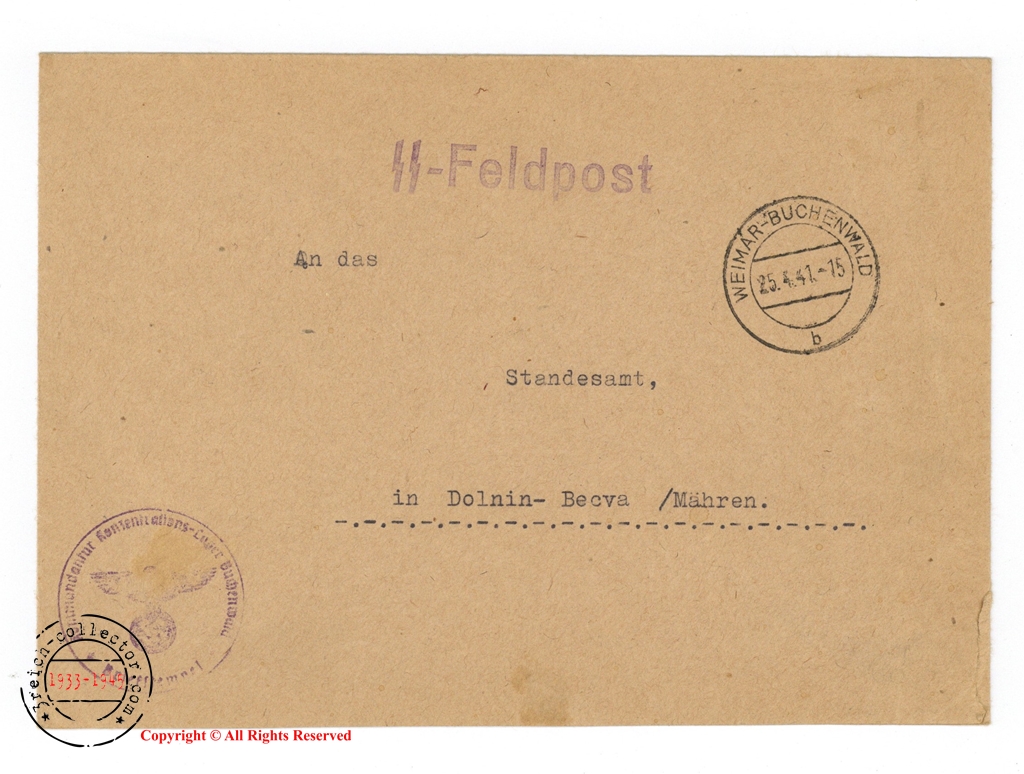 ᛋᛋ-Feldpost
WEIMAR-BUCHENWALD
25.4.41.-15
b
An das
Standesamt,
in Dolnin- Becva /Mähren.
Kommandantur Konzentrations-Lager Buchenwald
* 3reich-collector.com *
1933-1945
Copyright © All Rights Reserved